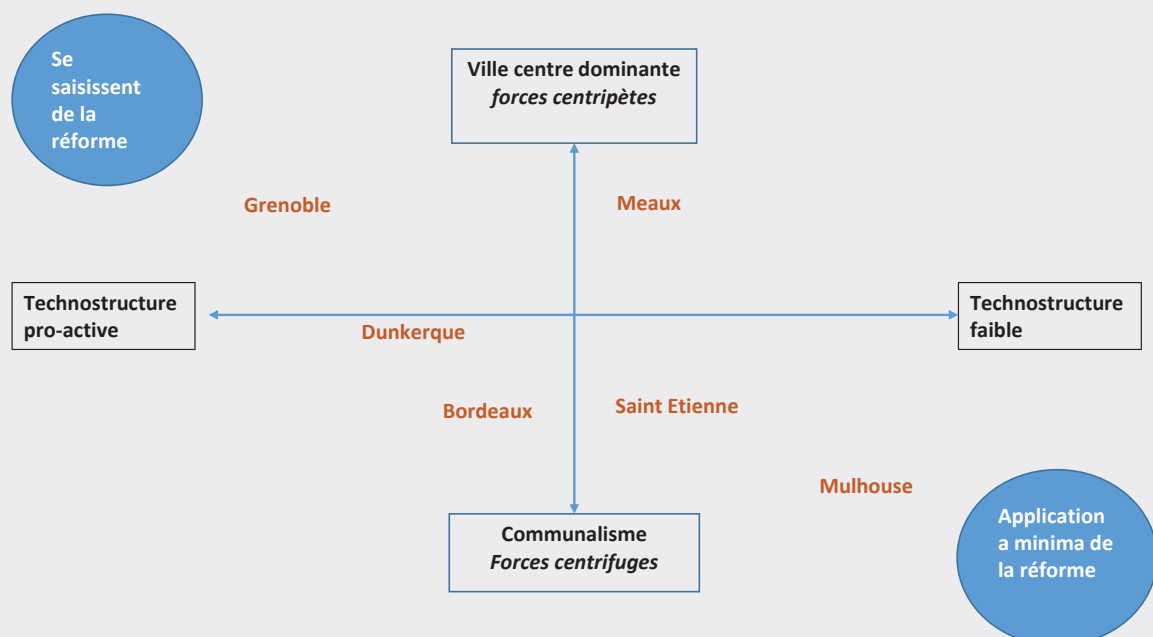 Se
saisissent
de la
réforme
Ville centre dominante
forces centripètes
Grenoble
Meaux
Technostructure
pro-active
Technostructure
faible
Dunkerque
Bordeaux
Saint Etienne
Mulhouse
Communalisme
Forces centrifuges
Application
a minima de
la réforme